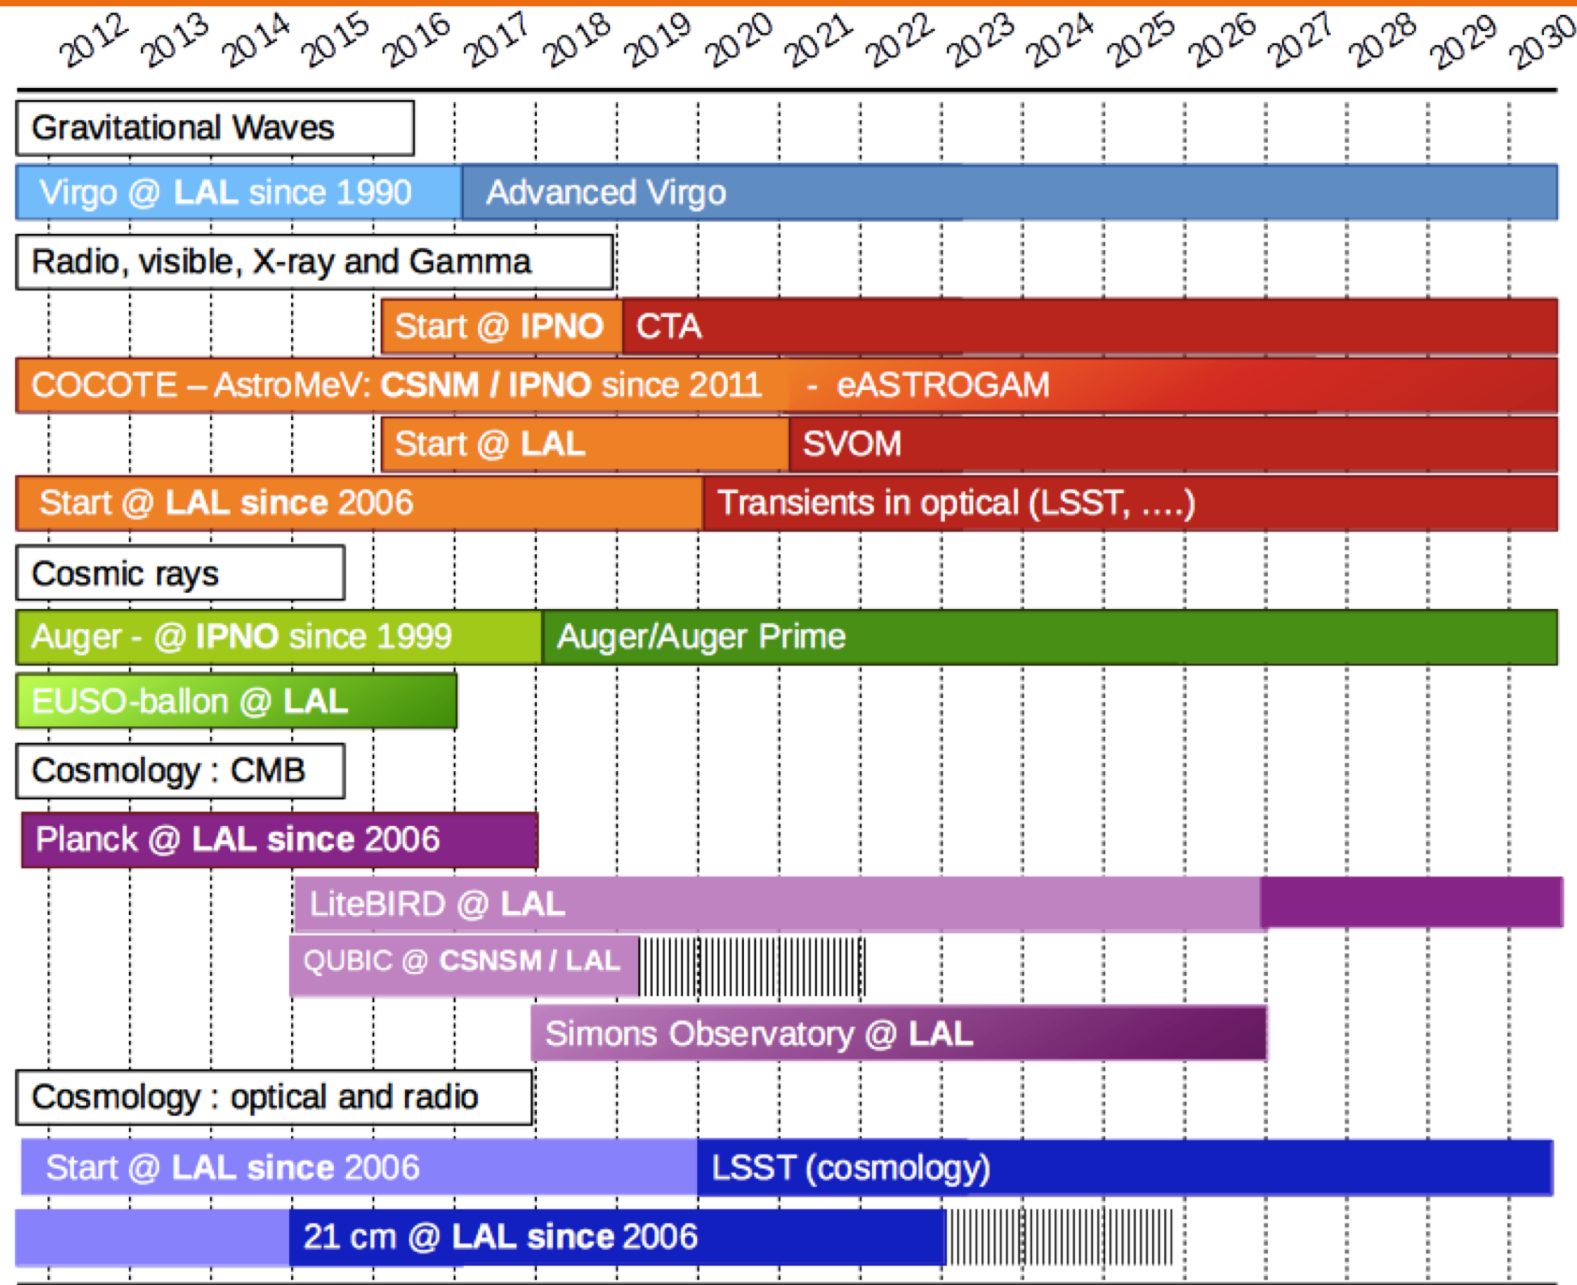 2012 2013 2014 2015 2016 2017 2018 2019 2020 2021 2022 2023 2024 2025 2026 2027 2028 2029 2030
Gravitational Waves
Virgo @ LAL since 1990 Advanced Virgo
Radio, visible, X-ray and Gamma
Start @ IPNO CTA
COCOTE – AstroMeV: CSNM / IPNO since 2011 - eASTROGAM
Start @ LAL SVOM
Start @ LAL since 2006 Transients in optical (LSST, ....)
Cosmic rays
Auger - @ IPNO since 1999 Auger/Auger Prime
EUSO-ballon @ LAL
Cosmology : CMB
Planck @ LAL since 2006
LiteBIRD @ LAL
QUBIC @ CSNSM / LAL
Simons Observatory @ LAL
Cosmology : optical and radio
Start @ LAL since 2006 LSST (cosmology)
21 cm @ LAL since 2006